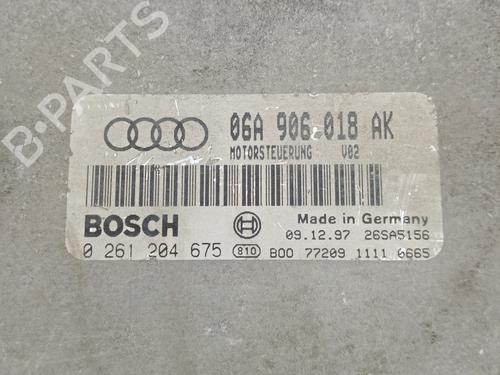 B-PARTS
06A 906 018 AK
MOTORSTEUERUNG V02
BOSCH
Made in Germany
09.12.97 26SA5156
0 261 204 675 810 B00 77209 1111 0665